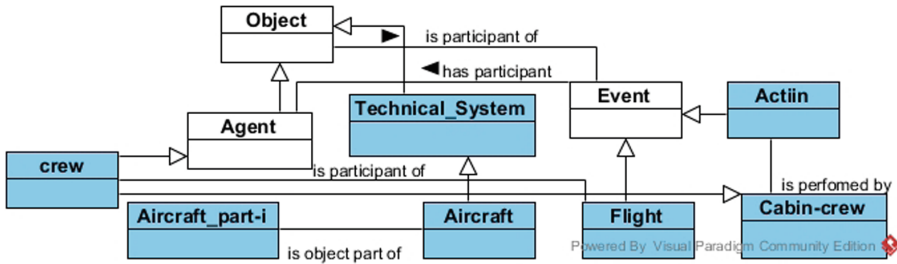 Object
is participant of
has participant
Technical_System
Event
Actiin
Agent
crew
is participant of
is perfomed by
Aircraft_part-i
Aircraft
Flight
Cabin-crew
is object part of
Powered By Visual Paradigm Community Edition